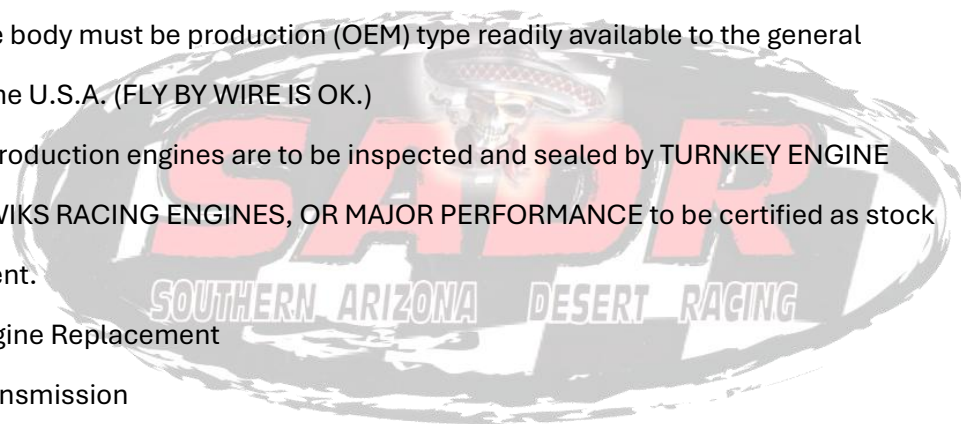 e body must be production (OEM) type readily available to the general
he U.S.A. (FLY BY WIRE IS OK.)
roduction engines are to be inspected and sealed by TURNKEY ENGINE
WIKS RACING ENGINES, OR MAJOR PERFORMANCE to be certified as stock
ent.
SADR
SOUTHERN ARIZONA DESERT RACING
gine Replacement
nsmission